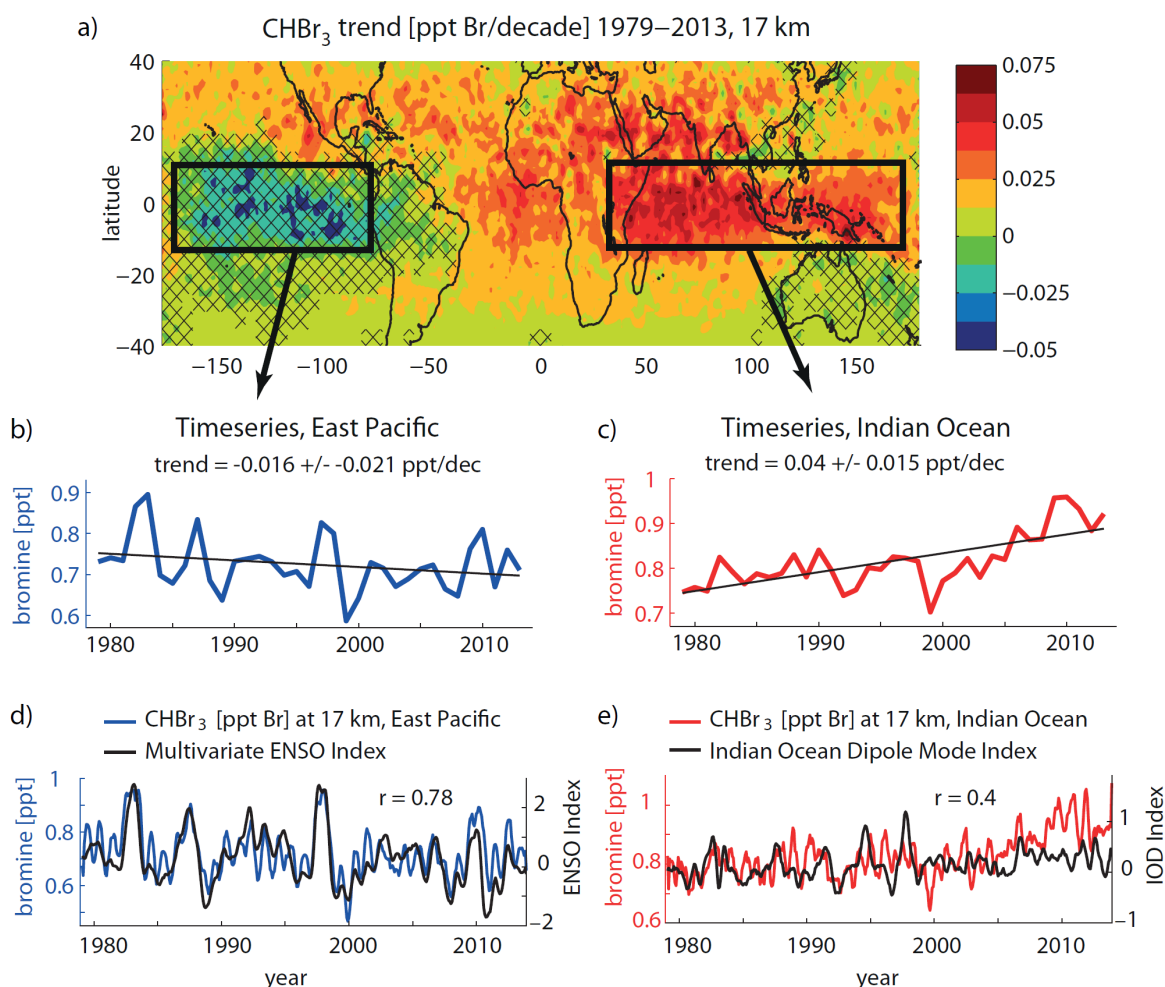 a)
CHBr₃ trend [ppt Br/decade] 1979−2013, 17 km
40
20
0
−20
−40
latitude
−150
−100
−50
0
50
100
150
0.075
0.05
0.025
0
−0.025
−0.05
b)
Timeseries, East Pacific
trend = -0.016 +/- -0.021 ppt/dec
bromine [ppt]
0.9
0.8
0.7
0.6
1980
1990
2000
2010
c)
Timeseries, Indian Ocean
trend = 0.04 +/- 0.015 ppt/dec
bromine [ppt]
1
0.9
0.8
0.7
1980
1990
2000
2010
d)
CHBr₃ [ppt Br] at 17 km, East Pacific
Multivariate ENSO Index
r = 0.78
bromine [ppt]
1
0.8
0.6
2
0
−2
ENSO Index
1980
1990
2000
2010
year
e)
CHBr₃ [ppt Br] at 17 km, Indian Ocean
Indian Ocean Dipole Mode Index
r = 0.4
bromine [ppt]
1
0.8
0.6
1
0
−1
IOD Index
1980
1990
2000
2010
year